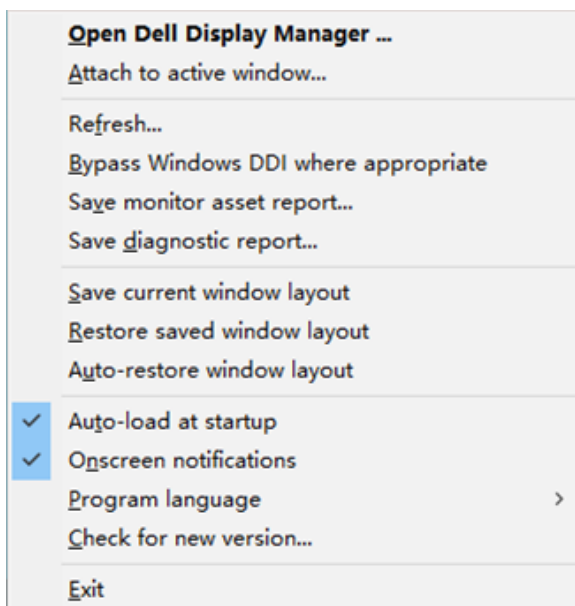 Open Dell Display Manager ...
Attach to active window...
Refresh...
Bypass Windows DDI where appropriate
Save monitor asset report...
Save diagnostic report...
Save current window layout
Restore saved window layout
Auto-restore window layout
Auto-load at startup
Onscreen notifications
Program language
Check for new version...
Exit